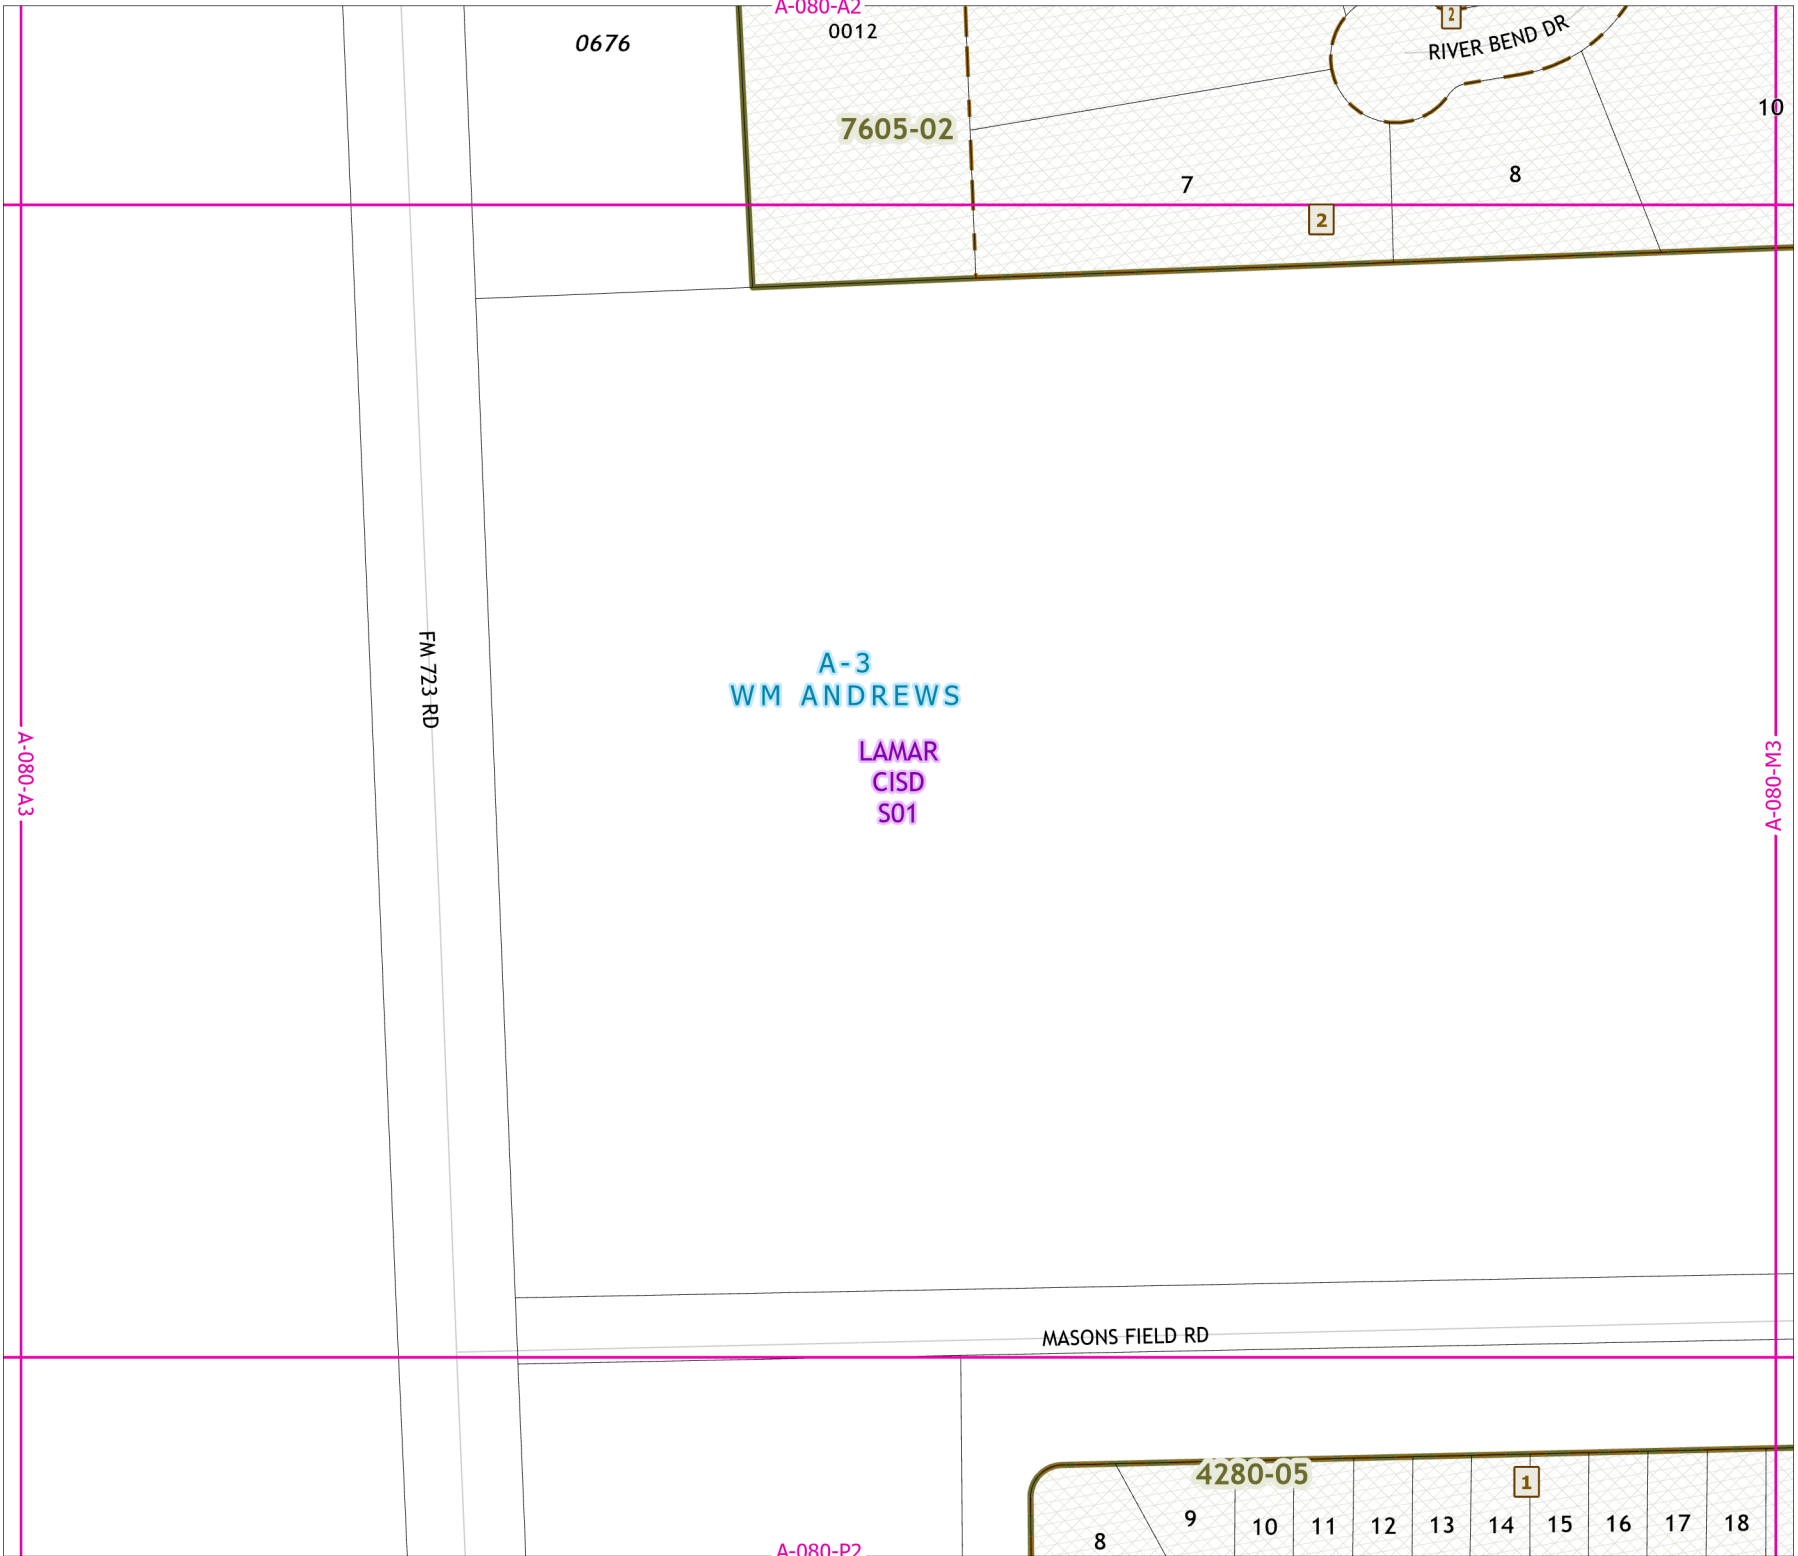 A-080-A2
0676
0012
2
RIVER BEND DR
7605-02
10
7
8
2
FM 723 RD
A-3
WM ANDREWS
LAMAR
CISD
S01
A-080-A3
A-080-M3
MASONS FIELD RD
4280-05
1
8
9
10
11
12
13
14
15
16
17
18
A-080-P2